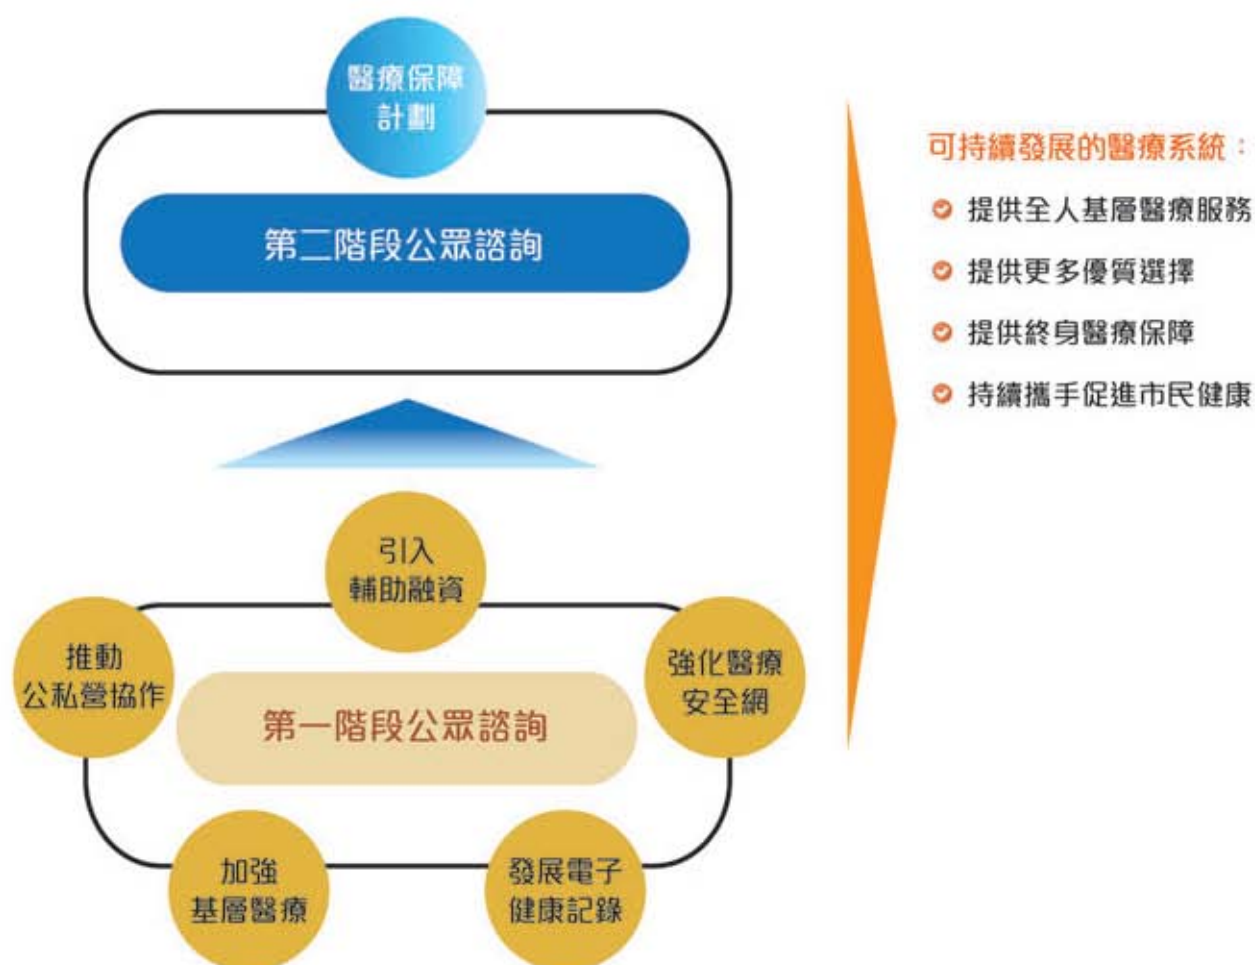 醫療保障
計劃
第二階段公眾諮詢
引入
輔助融資
推動
公私營協作
強化醫療
安全網
第一階段公眾諮詢
加強
基層醫療
發展電子
健康記錄
可持續發展的醫療系統：
提供全人基層醫療服務
提供更多優質選擇
提供終身醫療保障
持續攜手促進市民健康